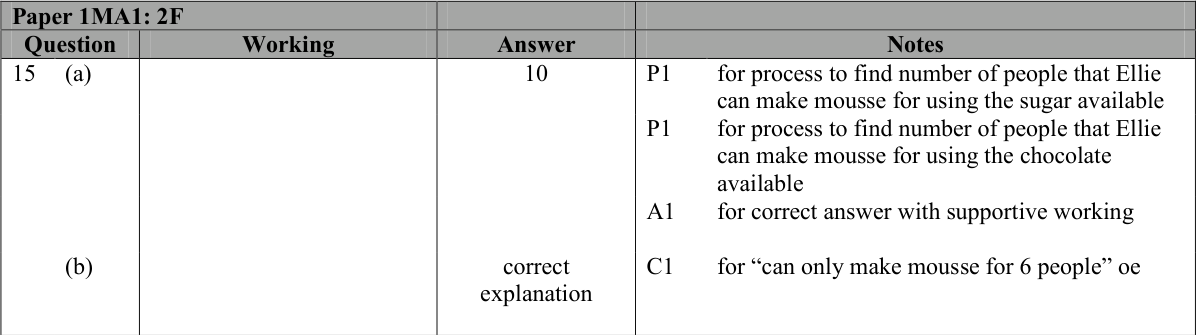 Paper 1MA1: 2F
Question Working Answer Notes
15 (a) 10 P1 for process to find number of people that Ellie
can make mousse for using the sugar available
P1 for process to find number of people that Ellie
can make mousse for using the chocolate
available
A1 for correct answer with supportive working
(b) correct C1 for “can only make mousse for 6 people” oe
explanation